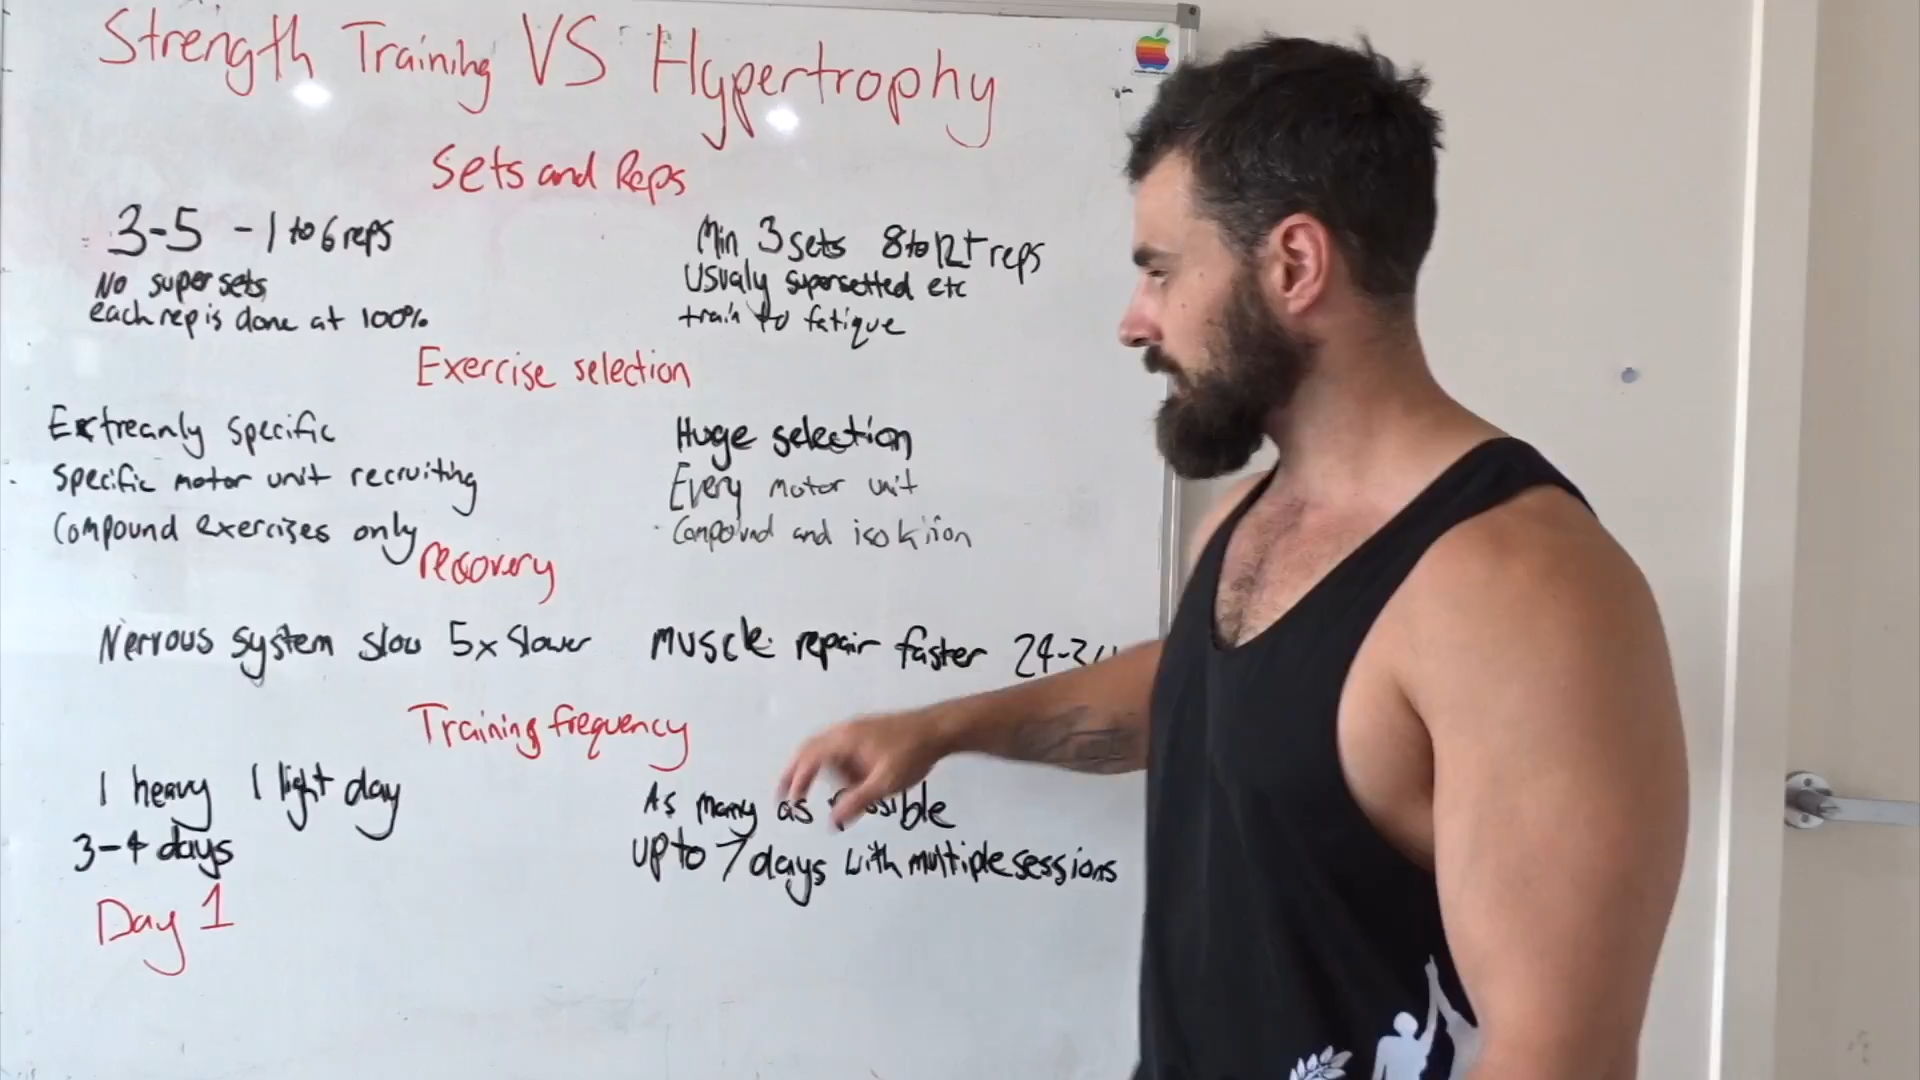 Strength Training VS Hypertrophy
Sets and Reps
3-5 - 1 to 6 reps
No super sets
each rep is done at 100%
Min 3 sets 8 to 12+ reps
Usualy supersetted etc
train to fatique
Exercise selection
Extreamly specific
specific motor unit recruiting
Compound exercises only
Huge selection
Every motor unit
Compound and isolation
recovery
Nervous system slow 5x slower
muscle repair faster
Training frequency
1 heavy 1 light day
3-4 days
As many as possible
up to 7 days with multiple sessions
Day 1